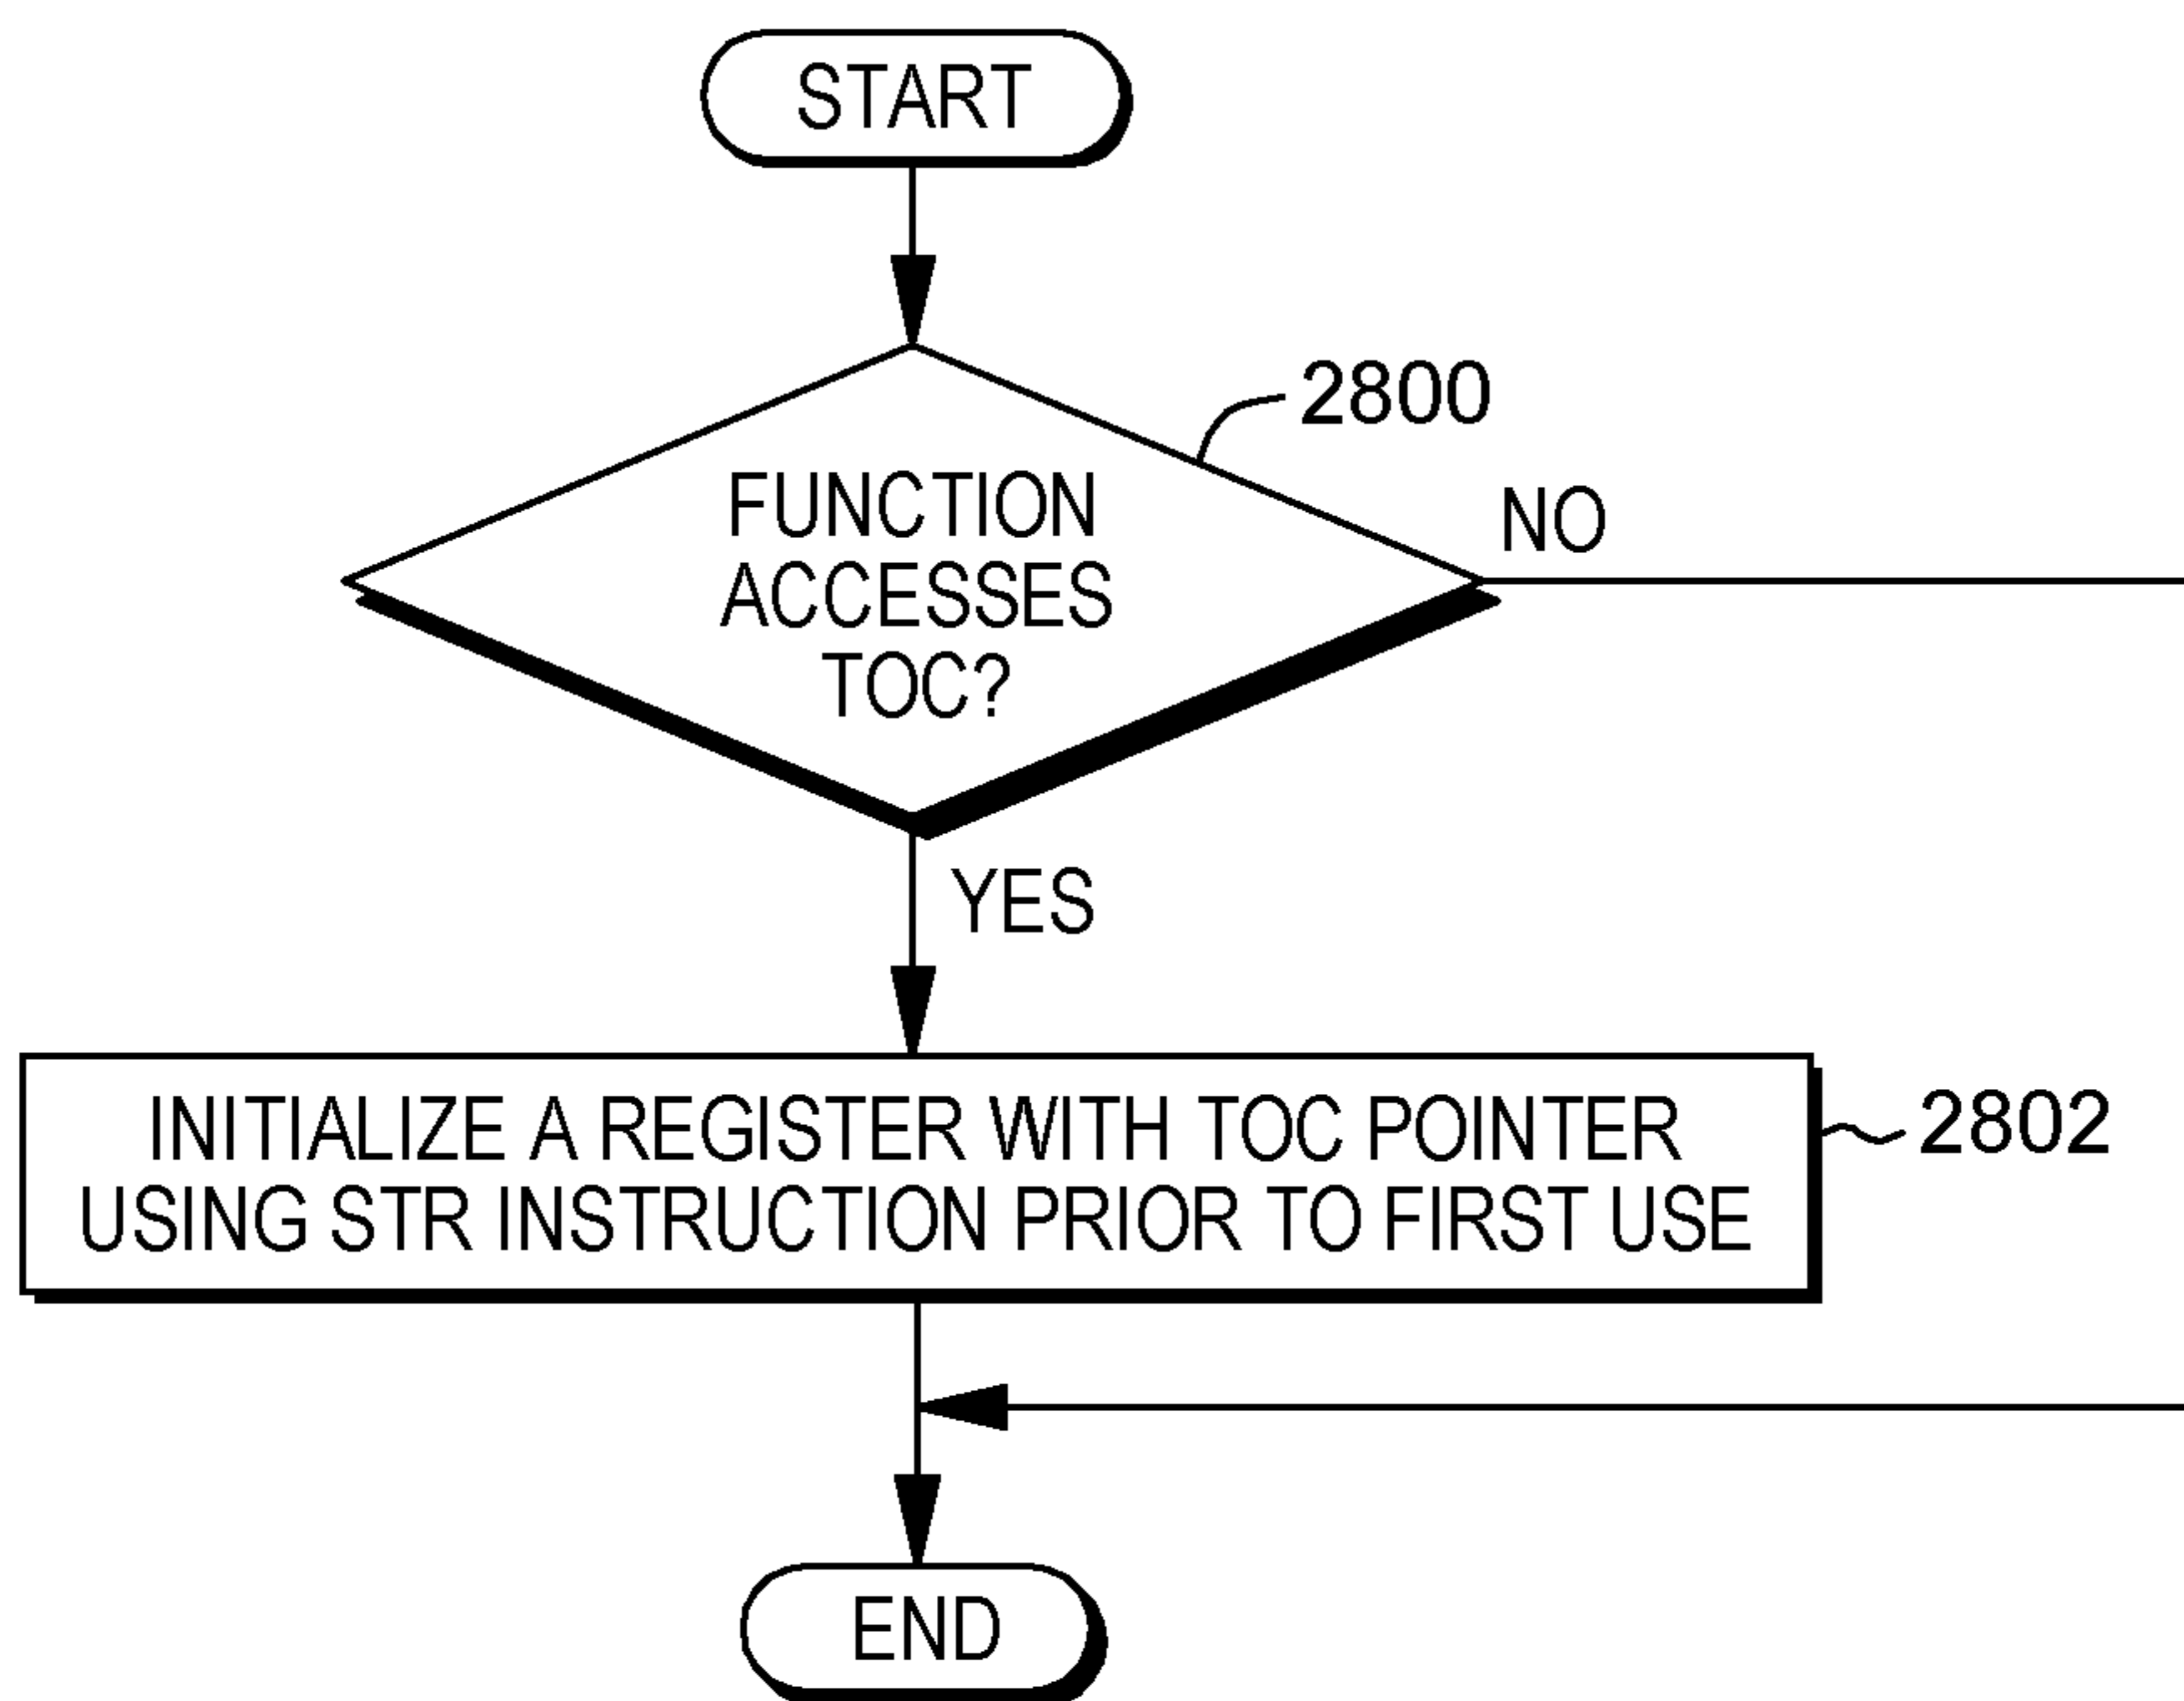 START
2800
FUNCTION
ACCESSES
TOC?
NO
YES
INITIALIZE A REGISTER WITH TOC POINTER
USING STR INSTRUCTION PRIOR TO FIRST USE
2802
END